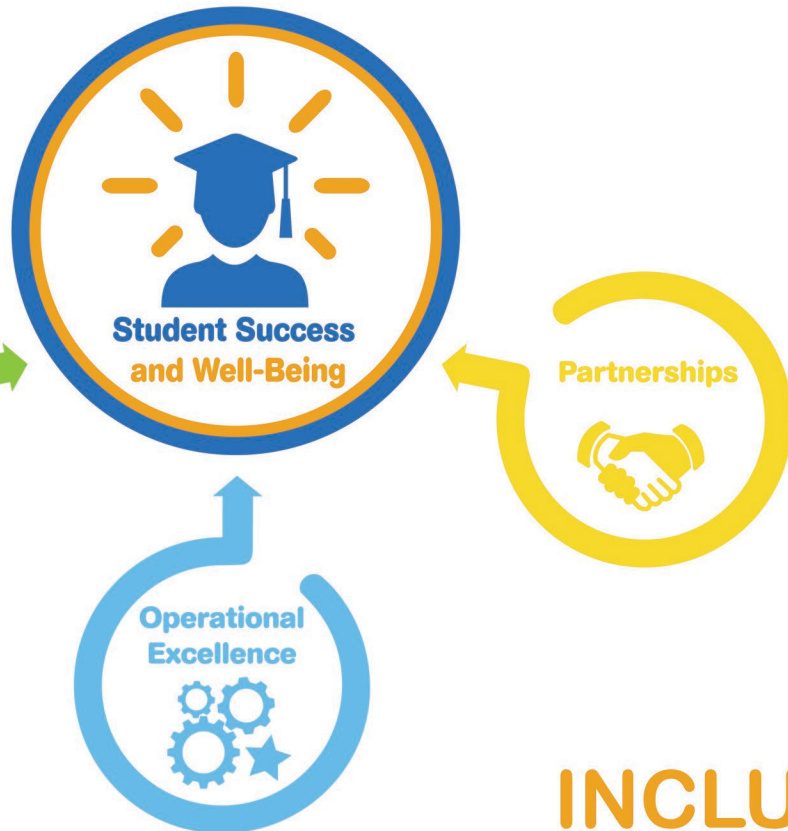 Student Success
and Well-Being
Partnerships
Operational
Excellence
INCLU